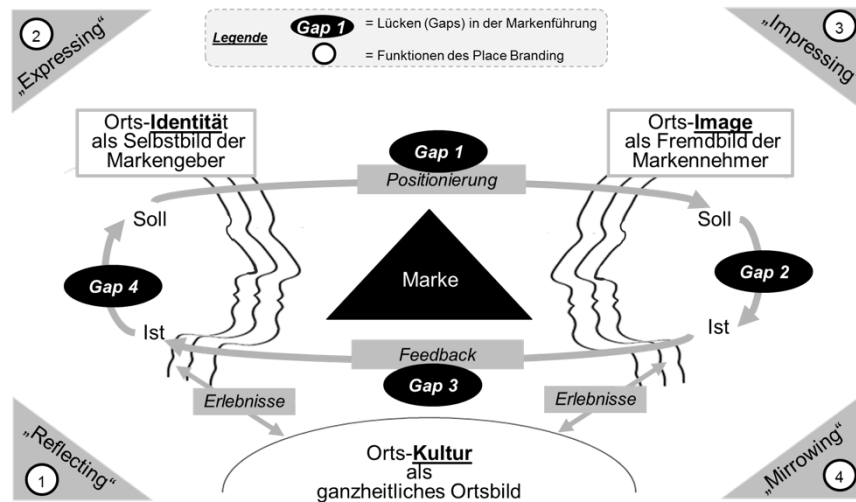 2
„Expressing“
Legende
Gap 1
= Lücken (Gaps) in der Markenführung
= Funktionen des Place Branding
3
„Impressing
Orts-Identität
als Selbstbild der
Markengeber
Orts-Image
als Fremdbild der
Markennehmer
Gap 1
Positionierung
Soll
Soll
Gap 4
Marke
Gap 2
Ist
Ist
Feedback
Gap 3
Erlebnisse
Erlebnisse
Orts-Kultur
als
ganzheitliches Ortsbild
„Reflecting“
1
„Mirrowing“
4